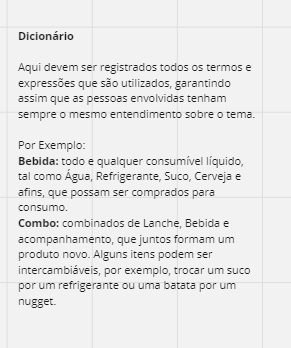 Dicionário
Aqui devem ser registrados todos os termos e
expressões que são utilizados, garantindo
assim que as pessoas envolvidas tenham
sempre o mesmo entendimento sobre o tema.
Por Exemplo:
Bebida: todo e qualquer consumível líquido,
tal como Água, Refrigerante, Suco, Cerveja e
afins, que possam ser comprados para
consumo.
Combo: combinados de Lanche, Bebida e
acompanhamento, que juntos formam um
produto novo. Alguns itens podem ser
intercambiáveis, por exemplo, trocar um suco
por um refrigerante ou uma batata por um
nugget.